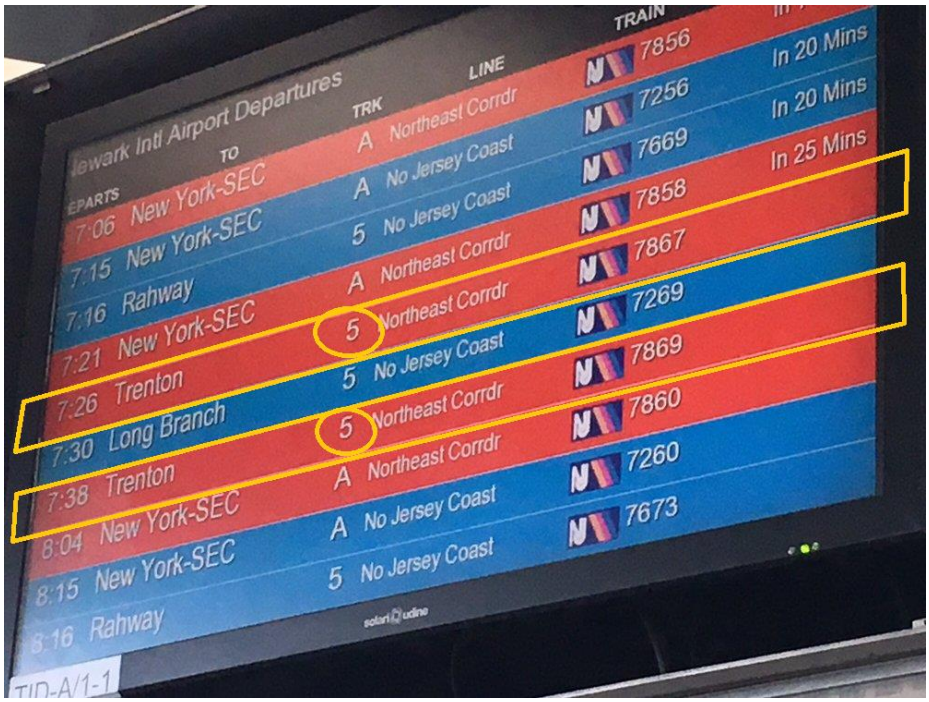 ewark Intl Airport Departures
EPARTS TO TRK LINE TRAIN
7:06 New York-SEC A Northeast Corrdr 7856 In
7:15 New York-SEC A No Jersey Coast 7256 In 20 Mins
7:16 Rahway 5 No Jersey Coast 7669 In 20 Mins
7:21 New York-SEC A Northeast Corrdr 7858 In 25 Mins
7:26 Trenton 5 Northeast Corrdr 7867
7:30 Long Branch 5 No Jersey Coast 7269
7:38 Trenton 5 Northeast Corrdr 7869
8:04 New York-SEC A Northeast Corrdr 7860
8:15 New York-SEC A No Jersey Coast 7260
8:16 Rahway 5 No Jersey Coast 7673
solari udine
TID-A/1-1